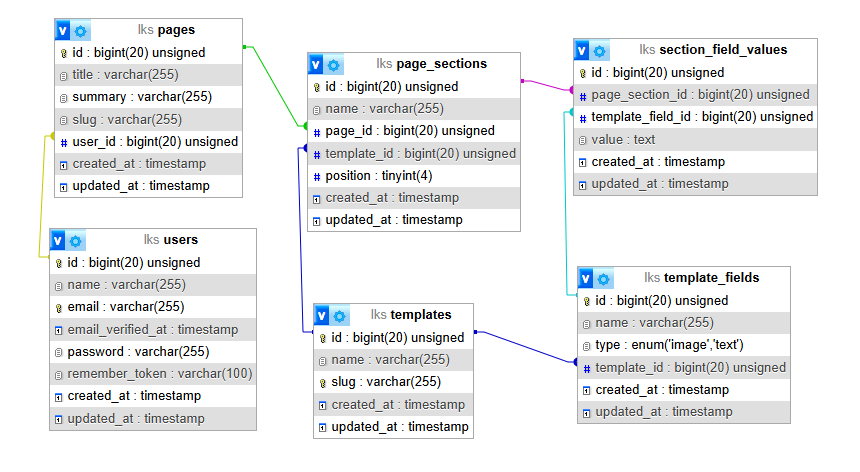 lks pages
id : bigint(20) unsigned
title : varchar(255)
summary : varchar(255)
slug : varchar(255)
user_id : bigint(20) unsigned
created_at : timestamp
updated_at : timestamp
lks users
id : bigint(20) unsigned
name : varchar(255)
email : varchar(255)
email_verified_at : timestamp
password : varchar(255)
remember_token : varchar(100)
created_at : timestamp
updated_at : timestamp
lks page_sections
id : bigint(20) unsigned
name : varchar(255)
page_id : bigint(20) unsigned
template_id : bigint(20) unsigned
position : tinyint(4)
created_at : timestamp
updated_at : timestamp
lks templates
id : bigint(20) unsigned
name : varchar(255)
slug : varchar(255)
created_at : timestamp
updated_at : timestamp
lks section_field_values
id : bigint(20) unsigned
page_section_id : bigint(20) unsigned
template_field_id : bigint(20) unsigned
value : text
created_at : timestamp
updated_at : timestamp
lks template_fields
id : bigint(20) unsigned
name : varchar(255)
type : enum('image','text')
template_id : bigint(20) unsigned
created_at : timestamp
updated_at : timestamp